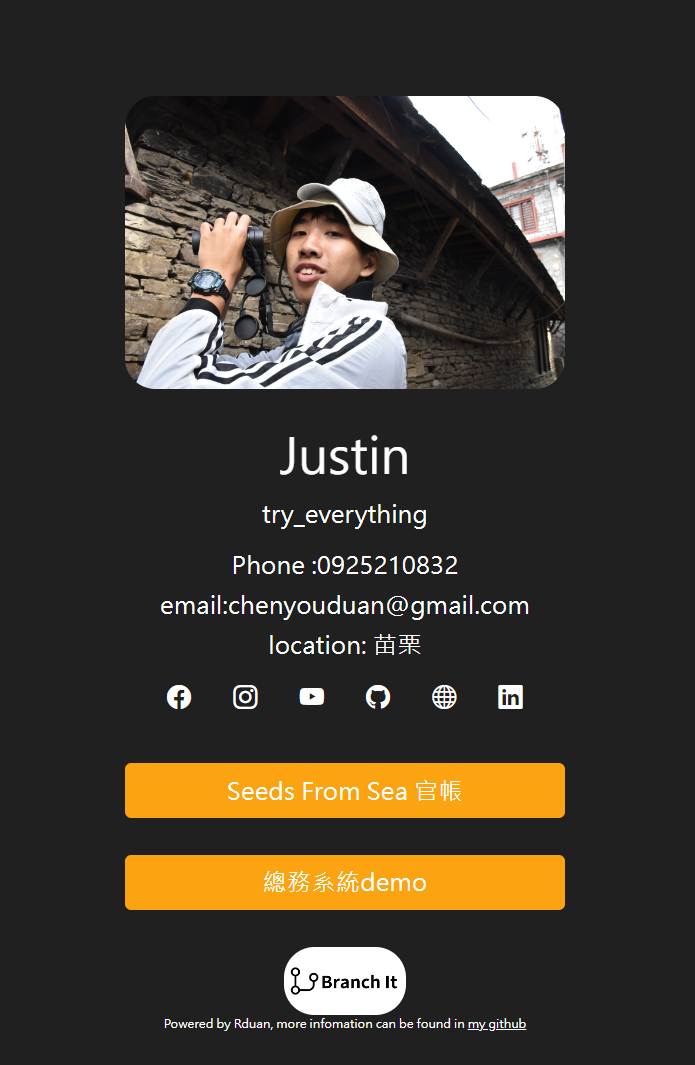 Justin
try_everything
Phone :0925210832
email:chenyouduan@gmail.com
location: 苗栗
Seeds From Sea 官帳
總務系統demo
Branch It
Powered by Rduan, more infomation can be found in my github